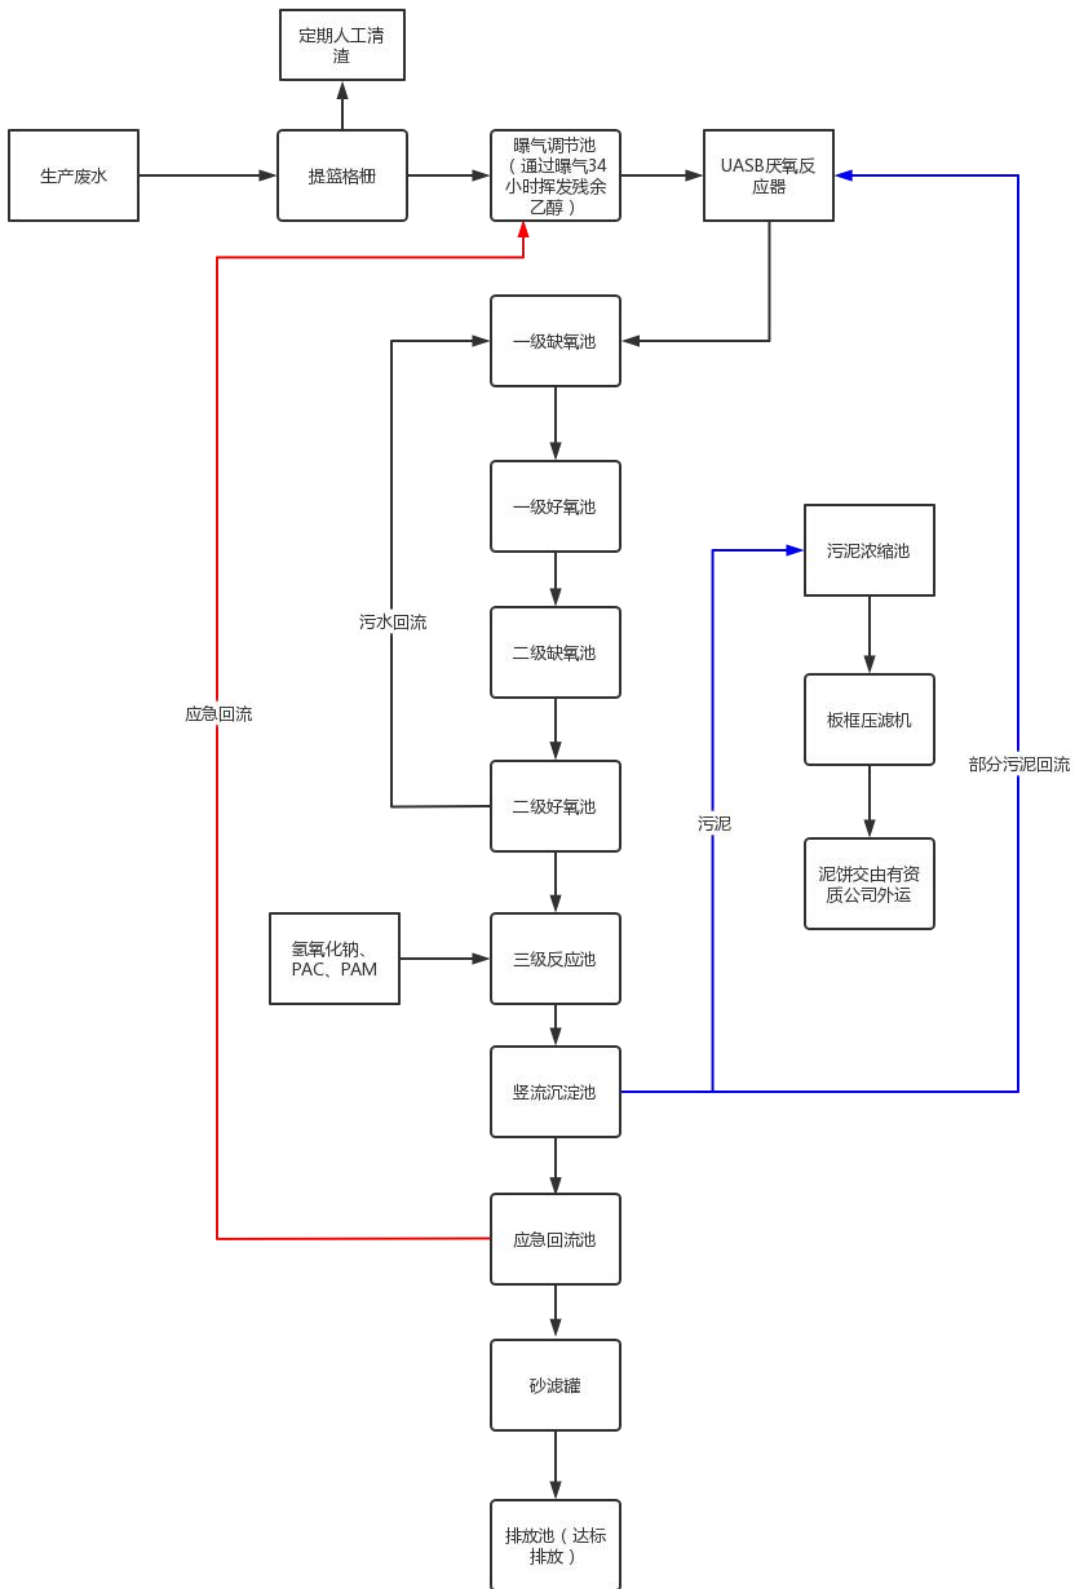 定期人工清
渣
生产废水
提篮格栅
曝气调节池
（通过曝气34
小时挥发残余
乙醇）
UASB厌氧反
应器
一级缺氧池
一级好氧池
污泥浓缩池
污水回流
二级缺氧池
应急回流
板框压滤机
部分污泥回流
二级好氧池
污泥
泥饼交由有资
质公司外运
氢氧化钠、
PAC、PAM
三级反应池
竖流沉淀池
应急回流池
砂滤罐
排放池（达标
排放）